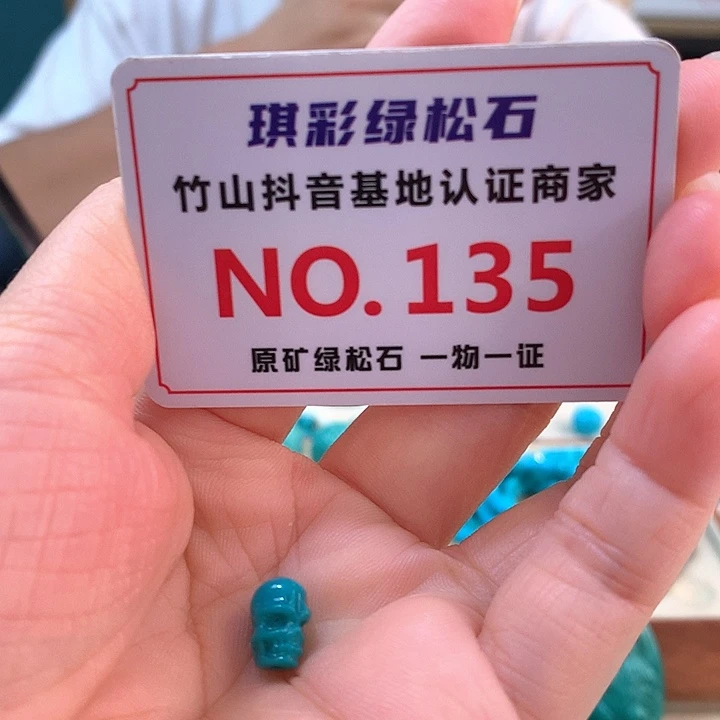 琪彩绿松石
竹山抖音基地认证商家
NO.135
原矿绿松石 一物一证